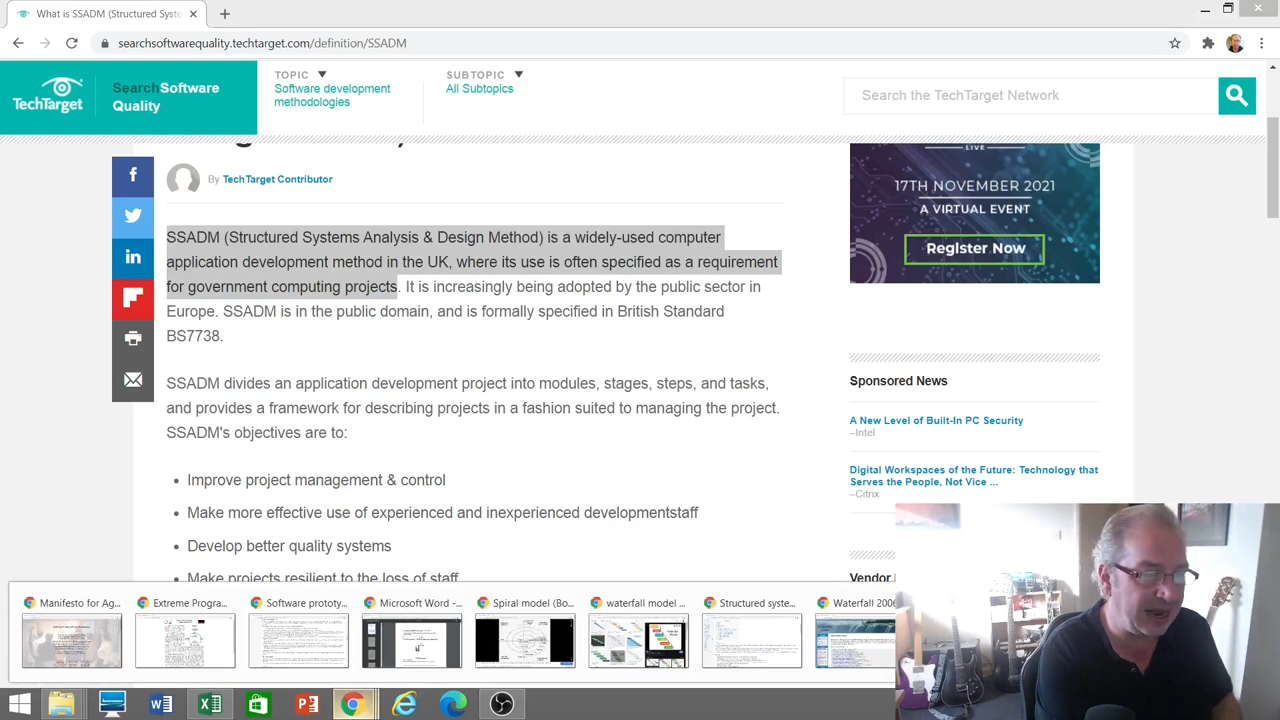 What is SSADM (Structured Syste
searchsoftwarequality.techtarget.com/definition/SSADM
TechTarget
SearchSoftware
Quality
TOPIC
Software development
methodologies
SUBTOPIC
All Subtopics
Search the TechTarget Network
By TechTarget Contributor
SSADM (Structured Systems Analysis & Design Method) is a widely-used computer
application development method in the UK, where its use is often specified as a requirement
for government computing projects. It is increasingly being adopted by the public sector in
Europe. SSADM is in the public domain, and is formally specified in British Standard
BS7738.
SSADM divides an application development project into modules, stages, steps, and tasks,
and provides a framework for describing projects in a fashion suited to managing the project.
SSADM's objectives are to:
Improve project management & control
Make more effective use of experienced and inexperienced developmentstaff
Develop better quality systems
Make projects resilient to the loss of staff
LIVE
17TH NOVEMBER 2021
A VIRTUAL EVENT
Register Now
Sponsored News
A New Level of Built-In PC Security
–Intel
Digital Workspaces of the Future: Technology that
Serves the People, Not Vice ...
–Citrix
Vendor
Manifesto for Ag...
Extreme Progra...
Software prototy...
Microsoft Word -...
Spiral model (Bo...
waterfall model ...
Structured syste...
Waterfall 2006